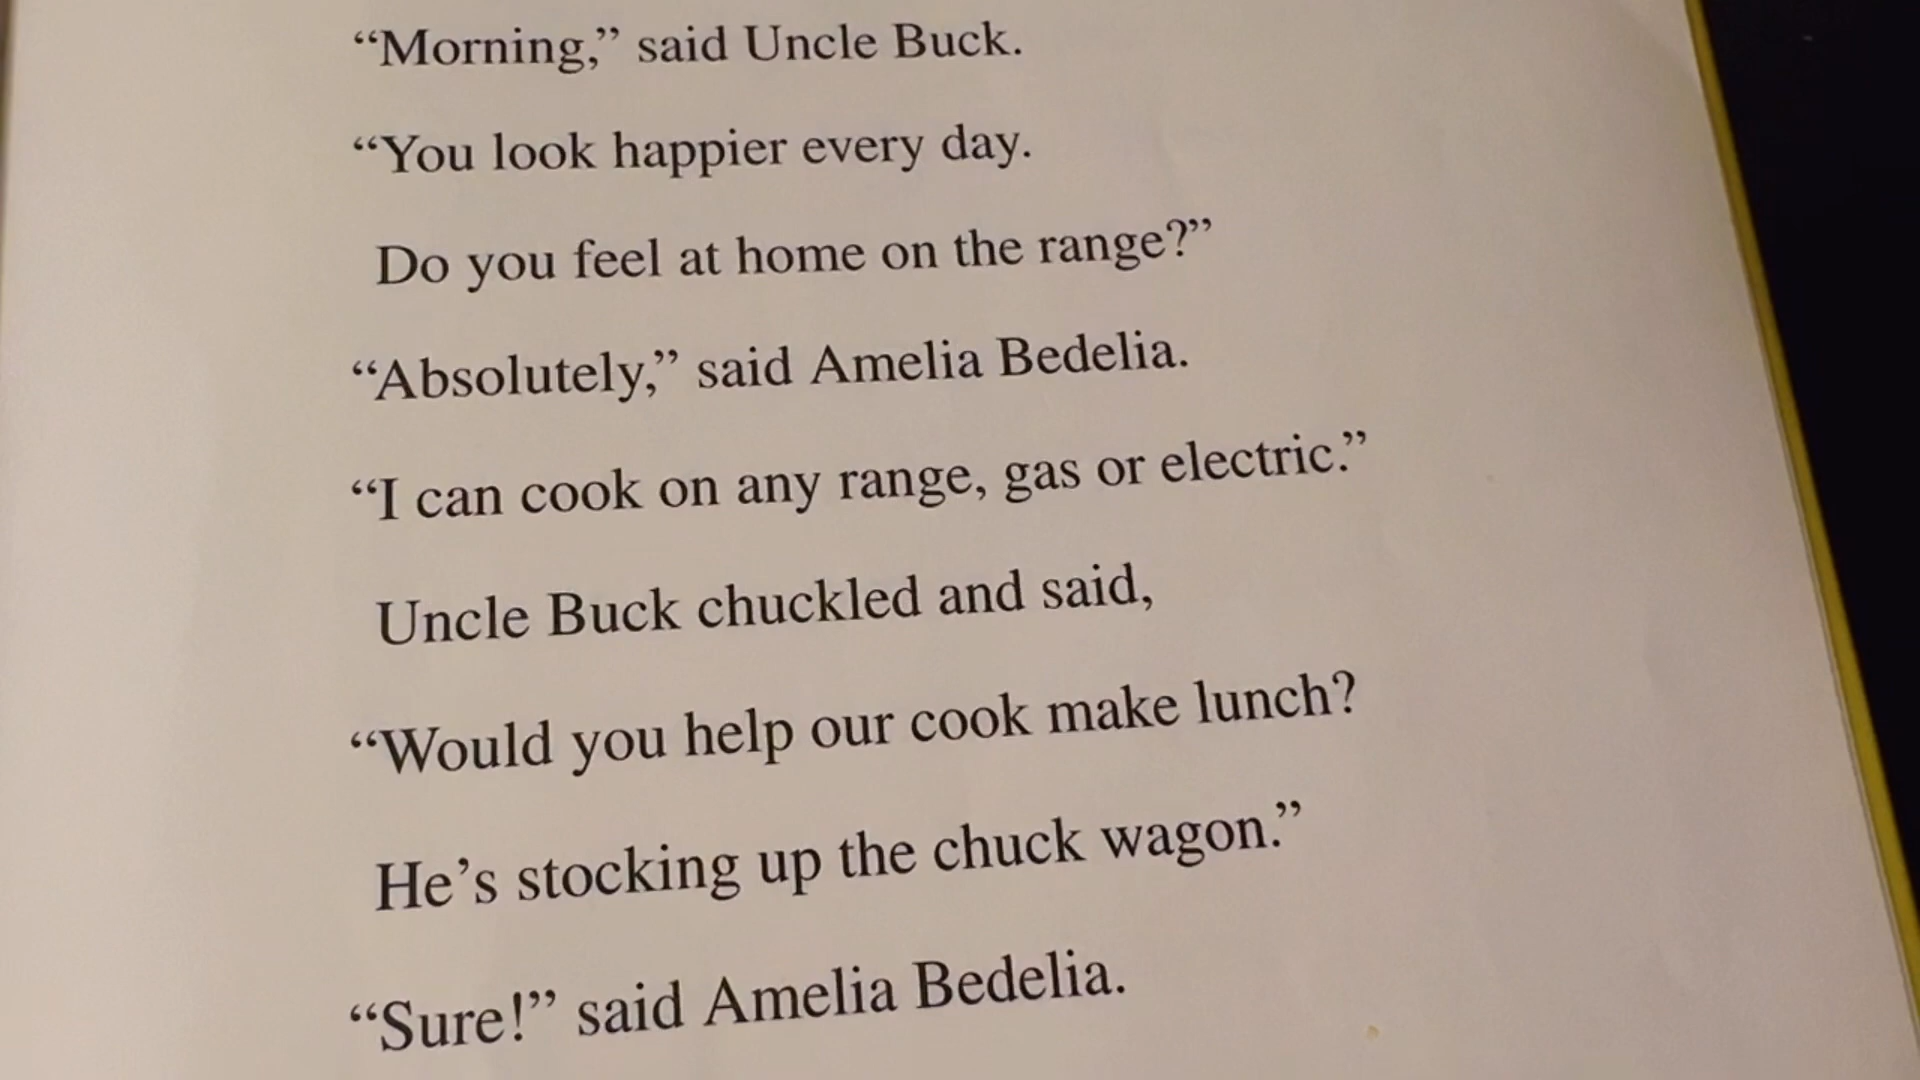 “Morning,” said Uncle Buck.
“You look happier every day.
Do you feel at home on the range?”
“Absolutely,” said Amelia Bedelia.
“I can cook on any range, gas or electric.”
Uncle Buck chuckled and said,
“Would you help our cook make lunch?
He’s stocking up the chuck wagon.”
“Sure!” said Amelia Bedelia.